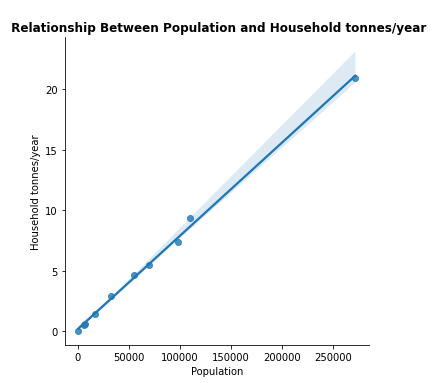 Relationship Between Population and Household tonnes/year
20
15
10
5
0
Household tonnes/year
0 50000 100000 150000 200000 250000
Population